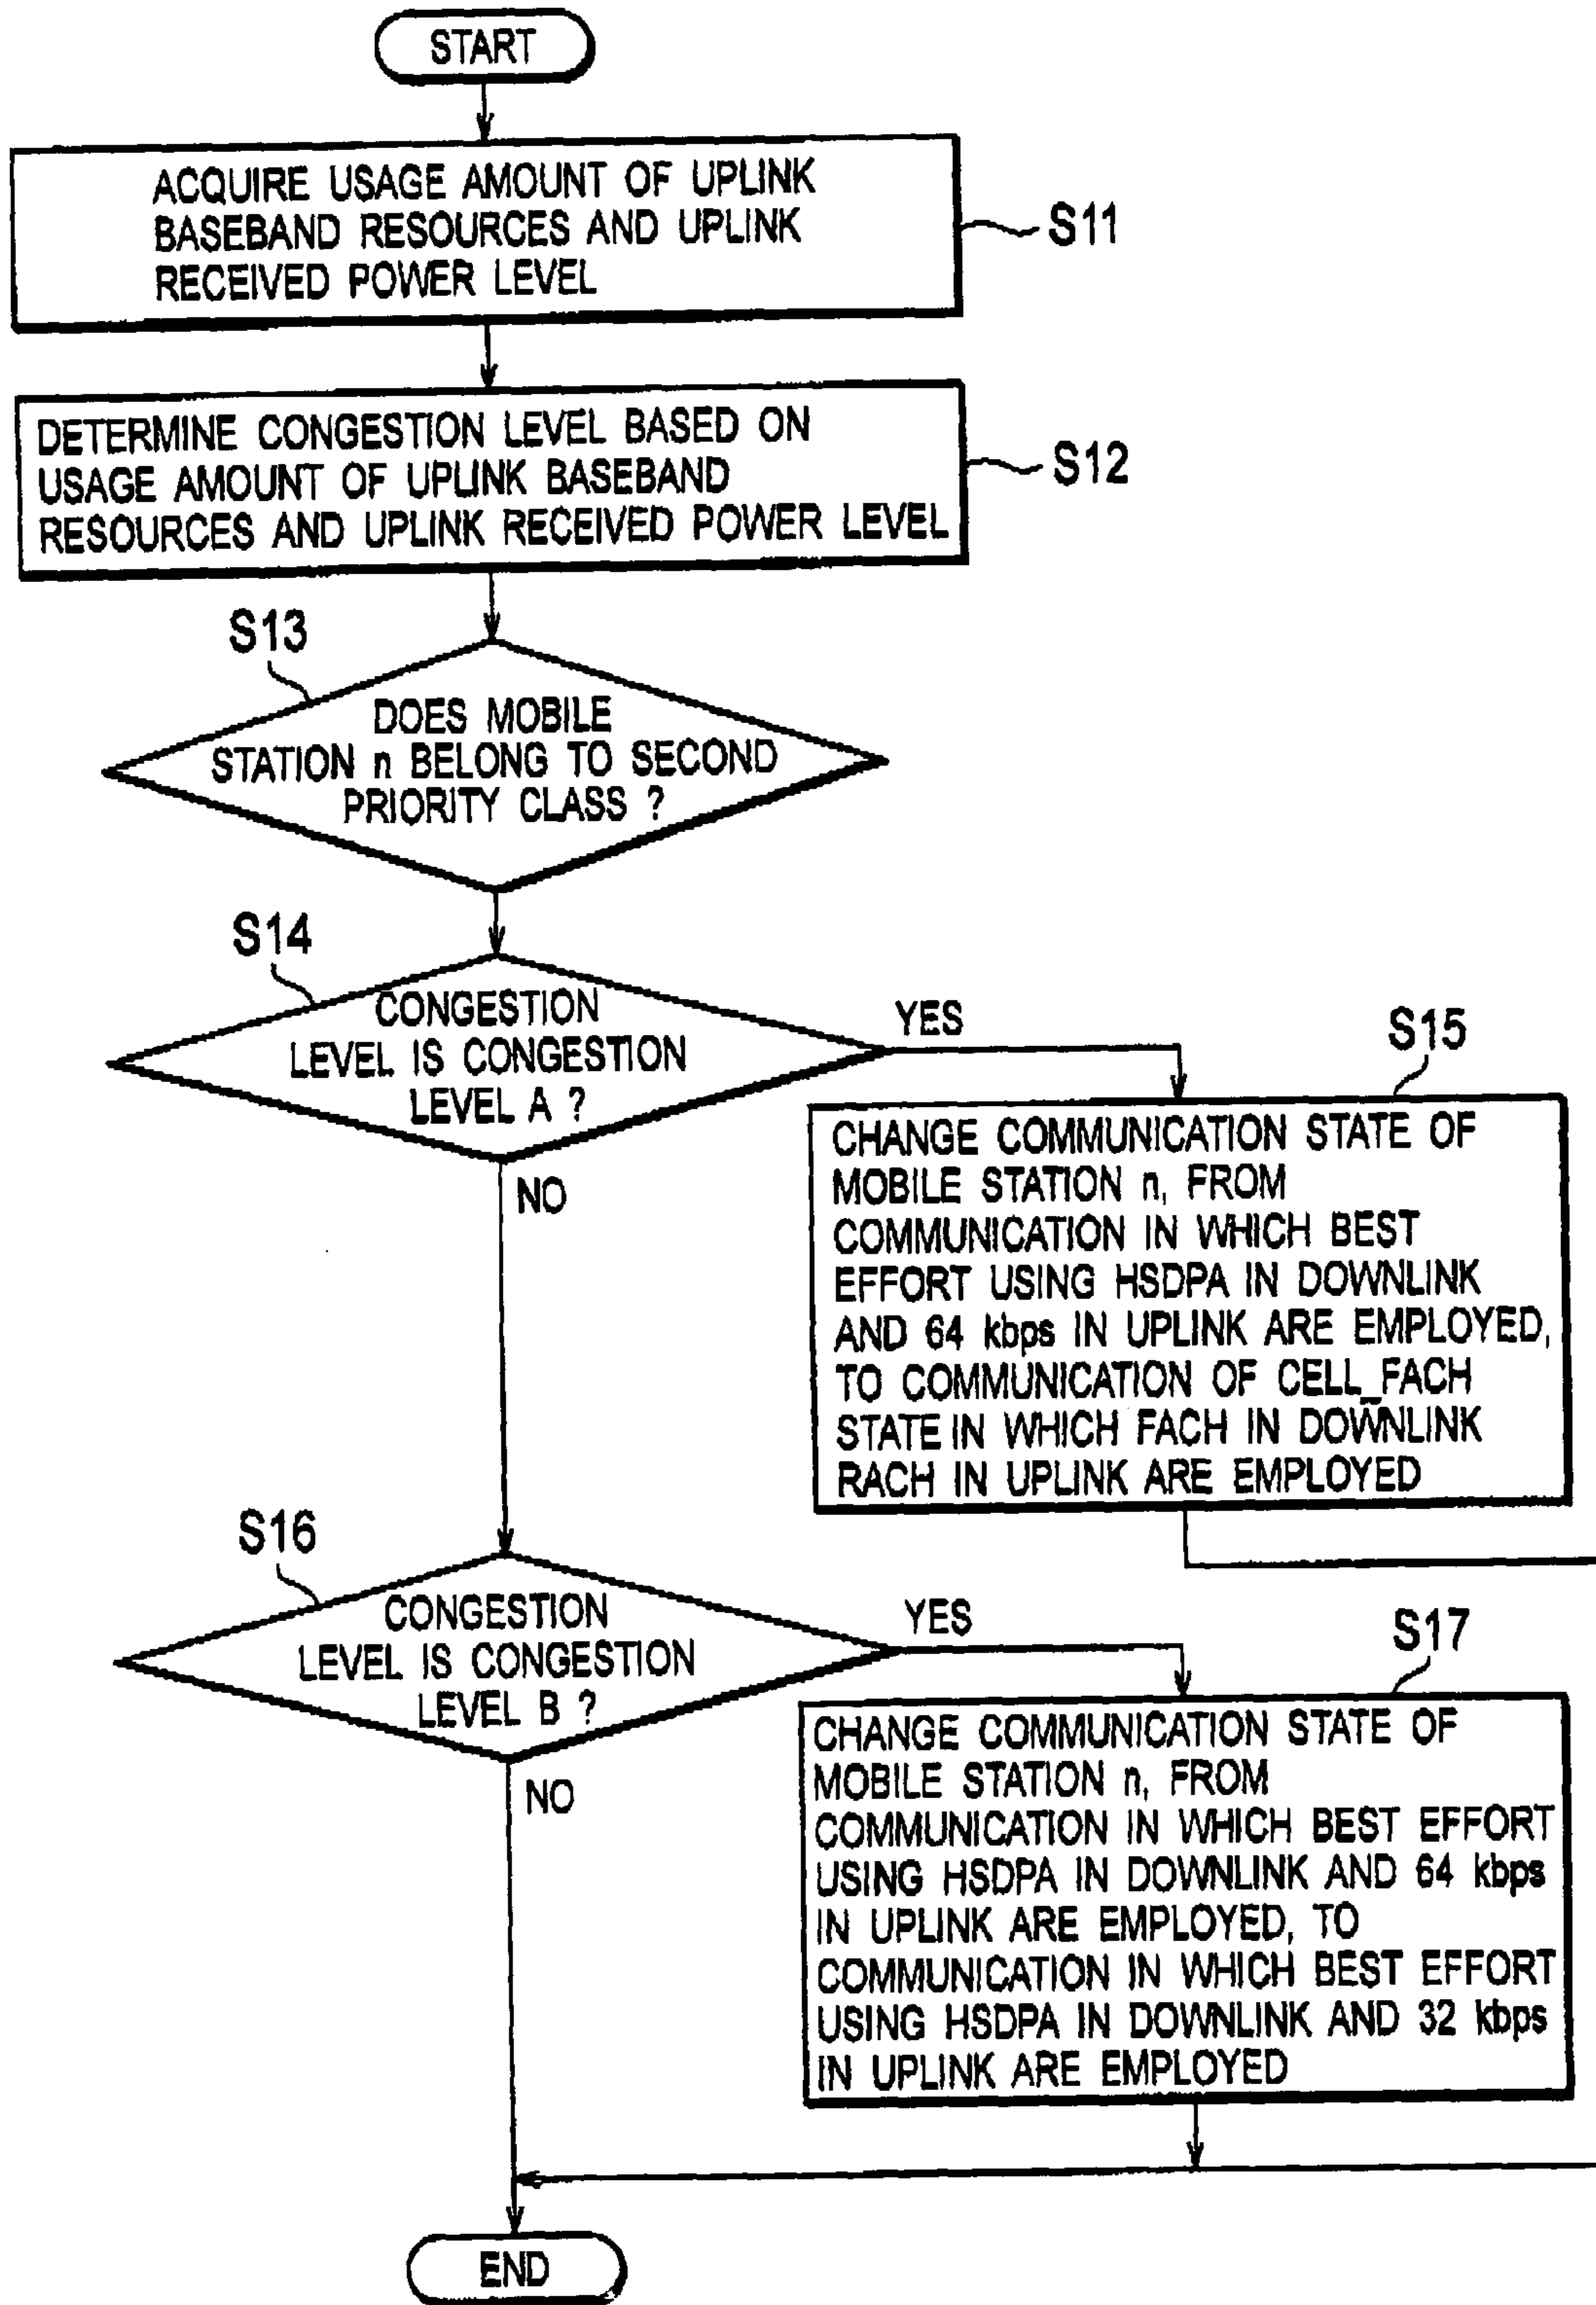 START
ACQUIRE USAGE AMOUNT OF UPLINK
BASEBAND RESOURCES AND UPLINK
RECEIVED POWER LEVEL
S11
DETERMINE CONGESTION LEVEL BASED ON
USAGE AMOUNT OF UPLINK BASEBAND
RESOURCES AND UPLINK RECEIVED POWER LEVEL
S12
S13
DOES MOBILE
STATION n BELONG TO SECOND
PRIORITY CLASS ?
S14
CONGESTION
LEVEL IS CONGESTION
LEVEL A ?
YES
NO
S15
CHANGE COMMUNICATION STATE OF
MOBILE STATION n, FROM
COMMUNICATION IN WHICH BEST
EFFORT USING HSDPA IN DOWNLINK
AND 64 kbps IN UPLINK ARE EMPLOYED,
TO COMMUNICATION OF CELL_FACH
STATE IN WHICH FACH IN DOWNLINK
RACH IN UPLINK ARE EMPLOYED
S16
CONGESTION
LEVEL IS CONGESTION
LEVEL B ?
YES
NO
S17
CHANGE COMMUNICATION STATE OF
MOBILE STATION n, FROM
COMMUNICATION IN WHICH BEST EFFORT
USING HSDPA IN DOWNLINK AND 64 kbps
IN UPLINK ARE EMPLOYED, TO
COMMUNICATION IN WHICH BEST EFFORT
USING HSDPA IN DOWNLINK AND 32 kbps
IN UPLINK ARE EMPLOYED
END